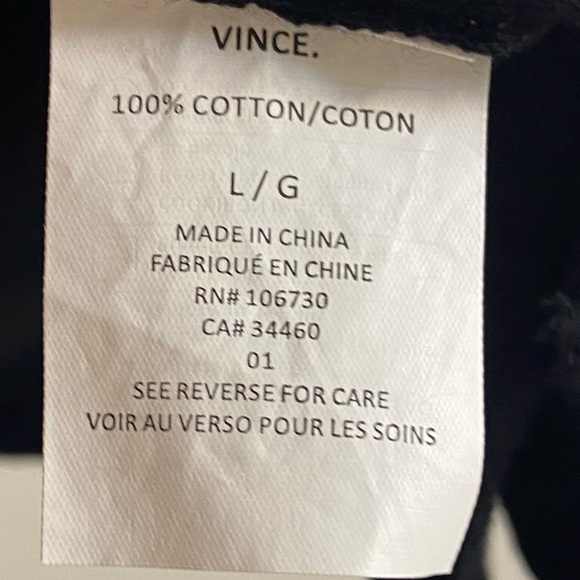 VINCE.
100% COTTON/COTON
L / G
MADE IN CHINA
FABRIQUÉ EN CHINE
RN# 106730
CA# 34460
01
SEE REVERSE FOR CARE
VOIR AU VERSO POUR LES SOINS